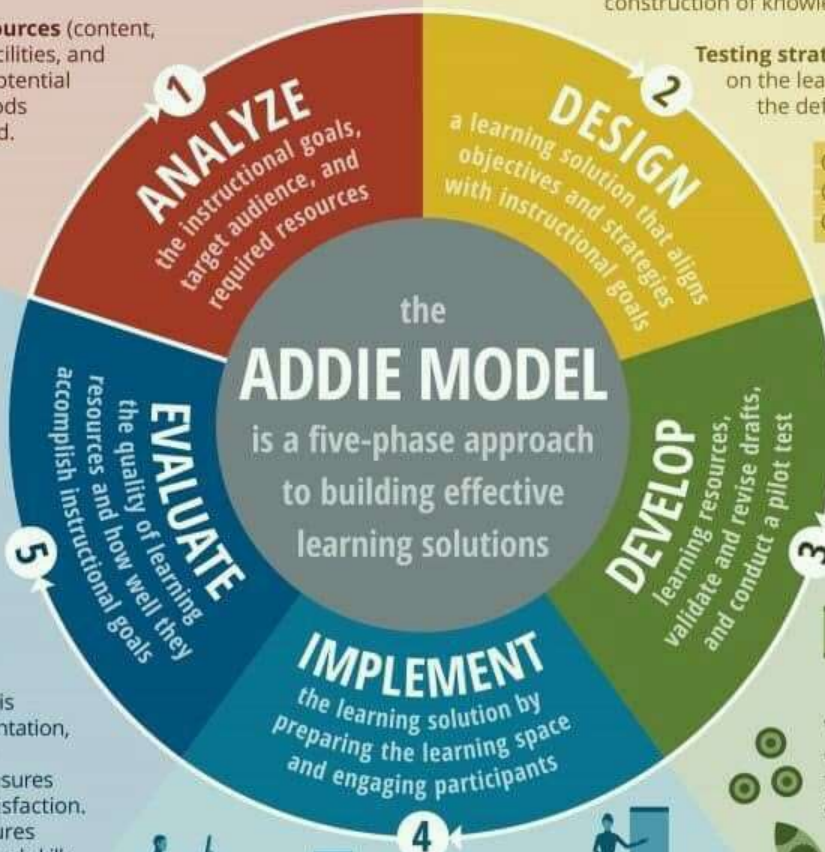 ources (content,
cilities, and
otential
ods
d.
construction of knowle
Testing strat
on the lea
the def
1
ANALYZE
the instructional goals,
target audience, and
required resources
2
DESIGN
a learning solution that aligns
objectives and strategies
with instructional goals
the
ADDIE MODEL
is a five-phase approach
to building effective
learning solutions
3
DEVELOP
learning resources,
validate and revise drafts,
and conduct a pilot test
4
IMPLEMENT
the learning solution by
preparing the learning space
and engaging participants
5
EVALUATE
the quality of learning
resources and how well they
accomplish instructional goals
is
ntation,
sures
sfaction.
ures